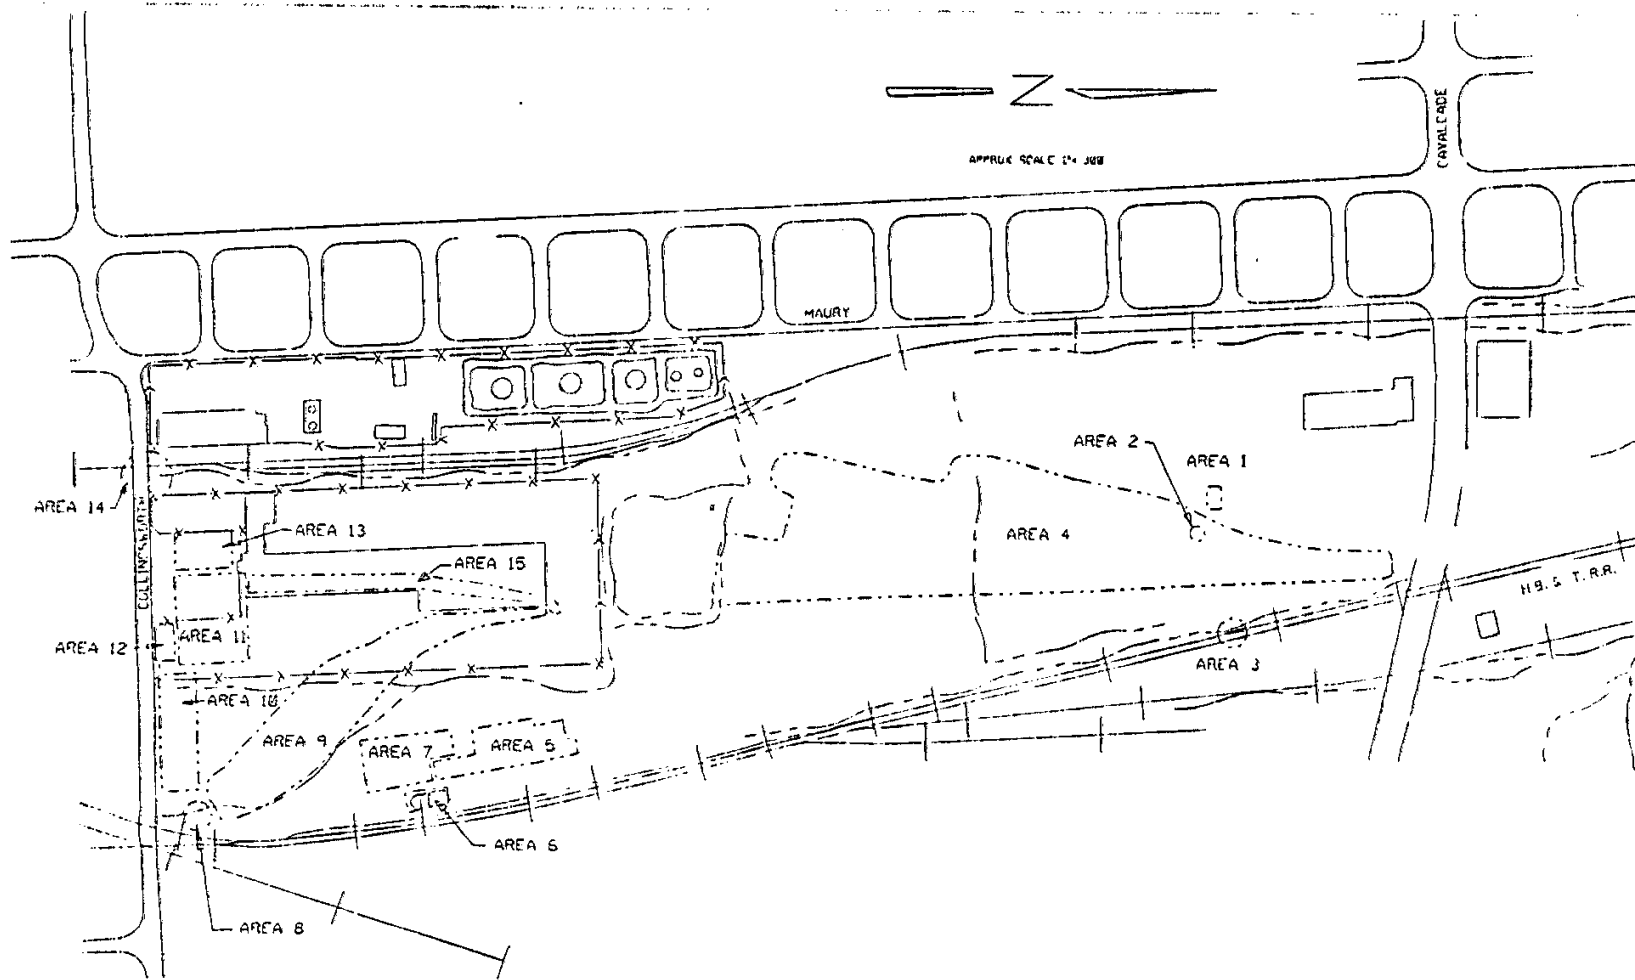 N
APPROX SCALE 1"= 300
CAVALCADE
MAURY
AREA 2
AREA 1
AREA 14
AREA 13
AREA 4
COLLINGSWORTH
AREA 15
H.B. & T. R.R.
AREA 11
AREA 12
AREA 3
AREA 10
AREA 9
AREA 7
AREA 5
AREA 6
AREA 8